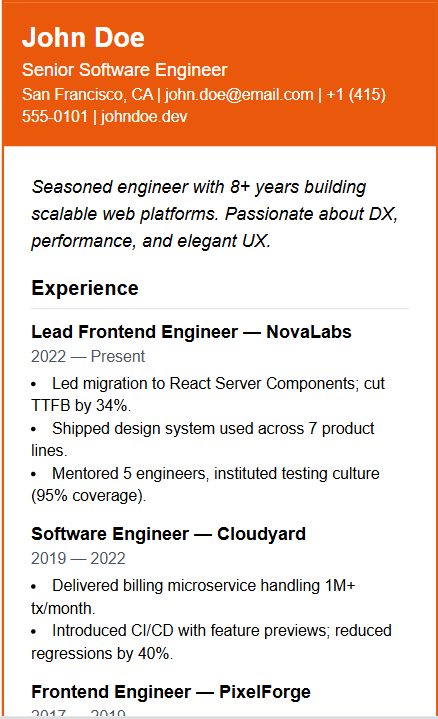 John Doe
Senior Software Engineer
San Francisco, CA | john.doe@email.com | +1 (415)
555-0101 | johndoe.dev
Seasoned engineer with 8+ years building
scalable web platforms. Passionate about DX,
performance, and elegant UX.
Experience
Lead Frontend Engineer — NovaLabs
2022 — Present
• Led migration to React Server Components; cut
TTFB by 34%.
• Shipped design system used across 7 product
lines.
• Mentored 5 engineers, instituted testing culture
(95% coverage).
Software Engineer — Cloudyard
2019 — 2022
• Delivered billing microservice handling 1M+
tx/month.
• Introduced CI/CD with feature previews; reduced
regressions by 40%.
Frontend Engineer — PixelForge
2017 — 2019